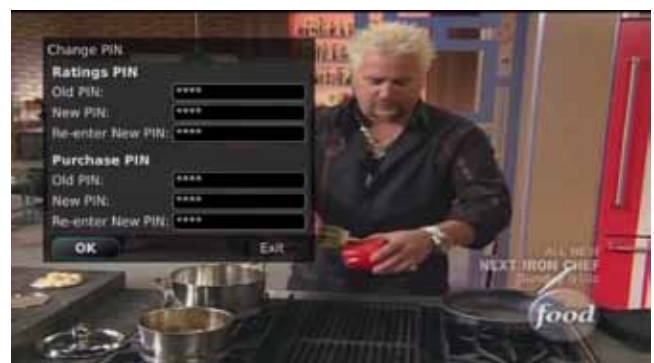 Change PIN
Ratings PIN
Old PIN: ****
New PIN: ****
Re-enter New PIN: ****
Purchase PIN
Old PIN: ****
New PIN: ****
Re-enter New PIN: ****
OK Exit
ALL NEW
NEXT IRON CHEF
food